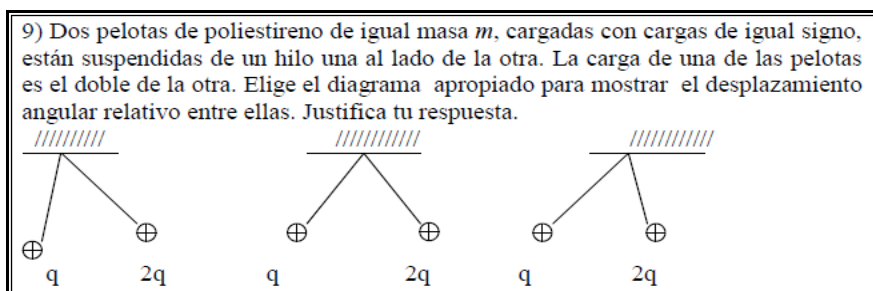 9) Dos pelotas de poliestireno de igual masa m, cargadas con cargas de igual signo,
están suspendidas de un hilo una al lado de la otra. La carga de una de las pelotas
es el doble de la otra. Elige el diagrama apropiado para mostrar el desplazamiento
angular relativo entre ellas. Justifica tu respuesta.
q 2q q 2q q 2q